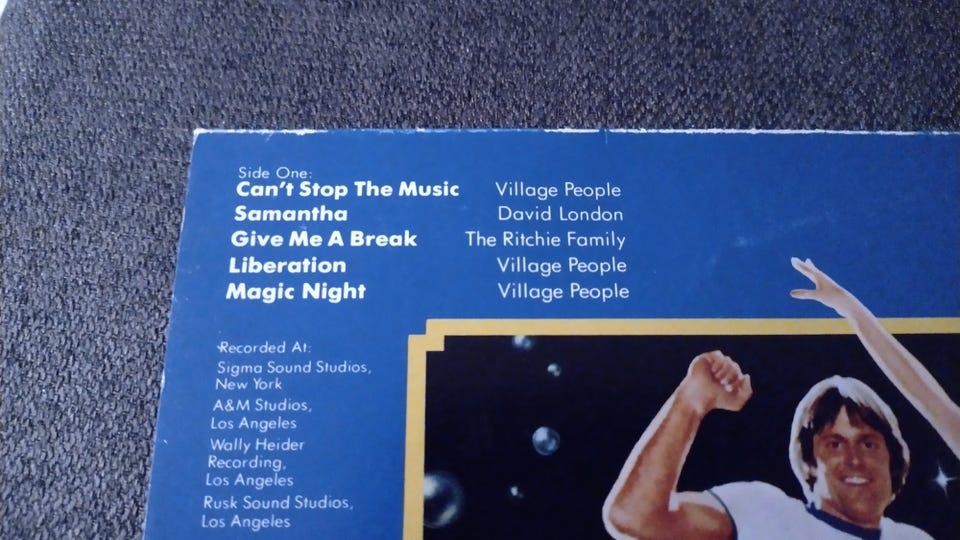 Side One:
Can't Stop The Music Village People
Samantha David London
Give Me A Break The Ritchie Family
Liberation Village People
Magic Night Village People
Recorded At:
Sigma Sound Studios,
New York
A&M Studios,
Los Angeles
Wally Heider
Recording,
Los Angeles
Rusk Sound Studios,
Los Angeles